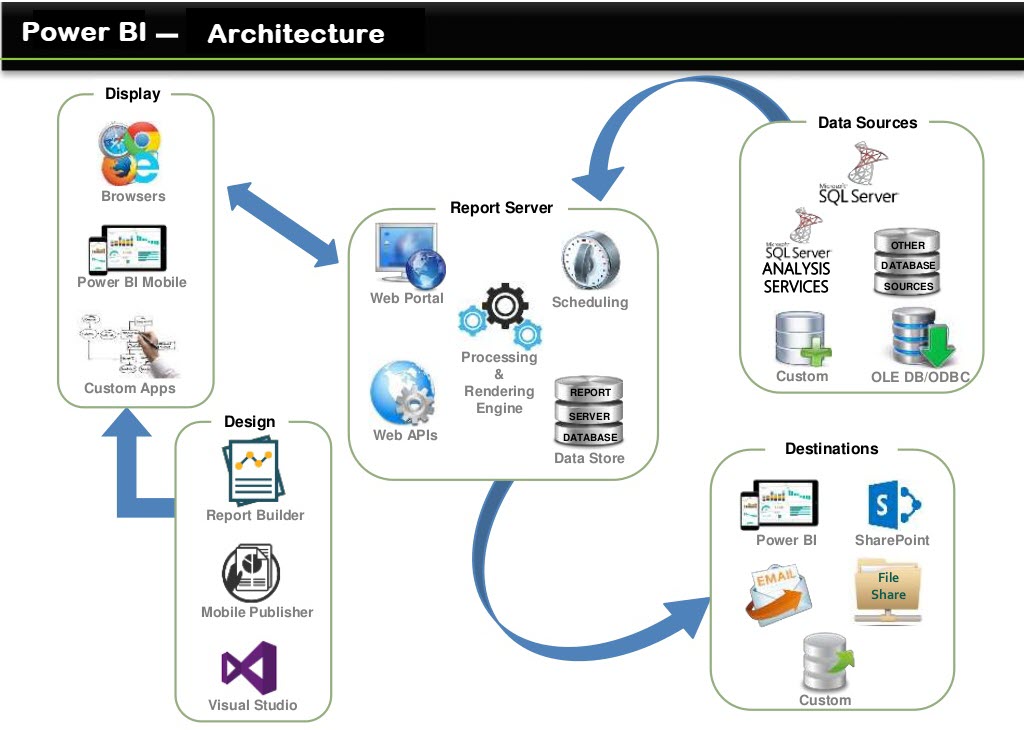 Power BI — Architecture
Display
Browsers
Power BI Mobile
Custom Apps
Design
Report Builder
Mobile Publisher
Visual Studio
Report Server
Web Portal
Scheduling
Processing
&
Rendering
Engine
Web APIs
REPORT
SERVER
DATABASE
Data Store
Data Sources
Microsoft
SQL Server
Microsoft
SQL Server
ANALYSIS
SERVICES
OTHER
DATABASE
SOURCES
Custom
OLE DB/ODBC
Destinations
Power BI
S
SharePoint
EMAIL
File
Share
Custom